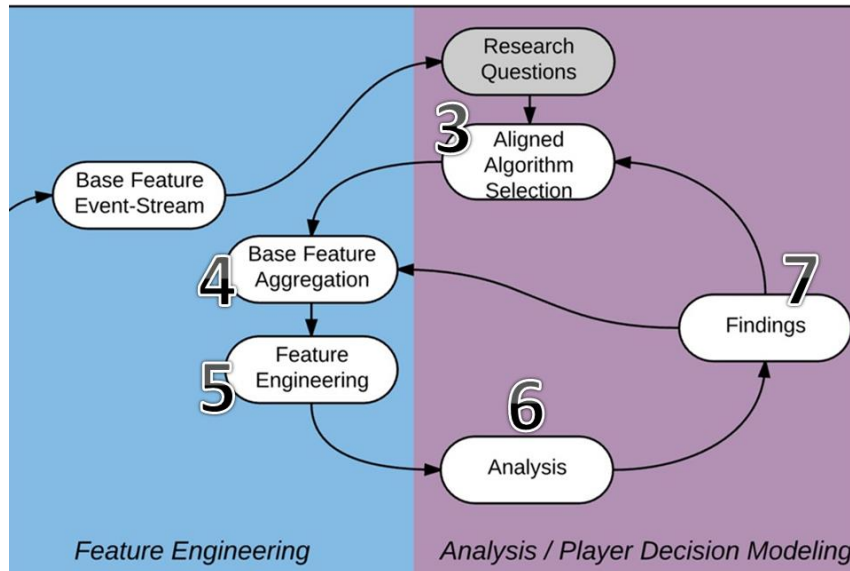 Research
Questions
3
Aligned
Algorithm
Selection
Base Feature
Event-Stream
4
Base Feature
Aggregation
7
Findings
5
Feature
Engineering
6
Analysis
Feature Engineering
Analysis / Player Decision Modeling